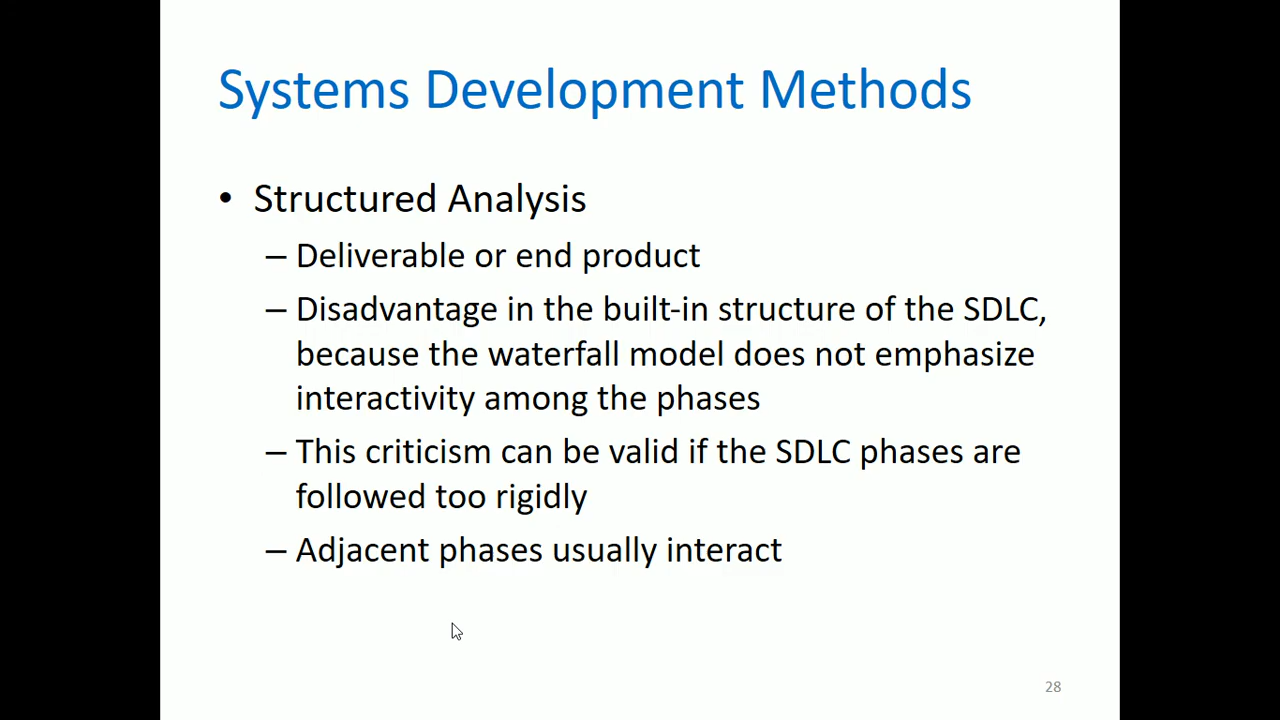 Systems Development Methods
• Structured Analysis
– Deliverable or end product
– Disadvantage in the built-in structure of the SDLC,
because the waterfall model does not emphasize
interactivity among the phases
– This criticism can be valid if the SDLC phases are
followed too rigidly
– Adjacent phases usually interact
28